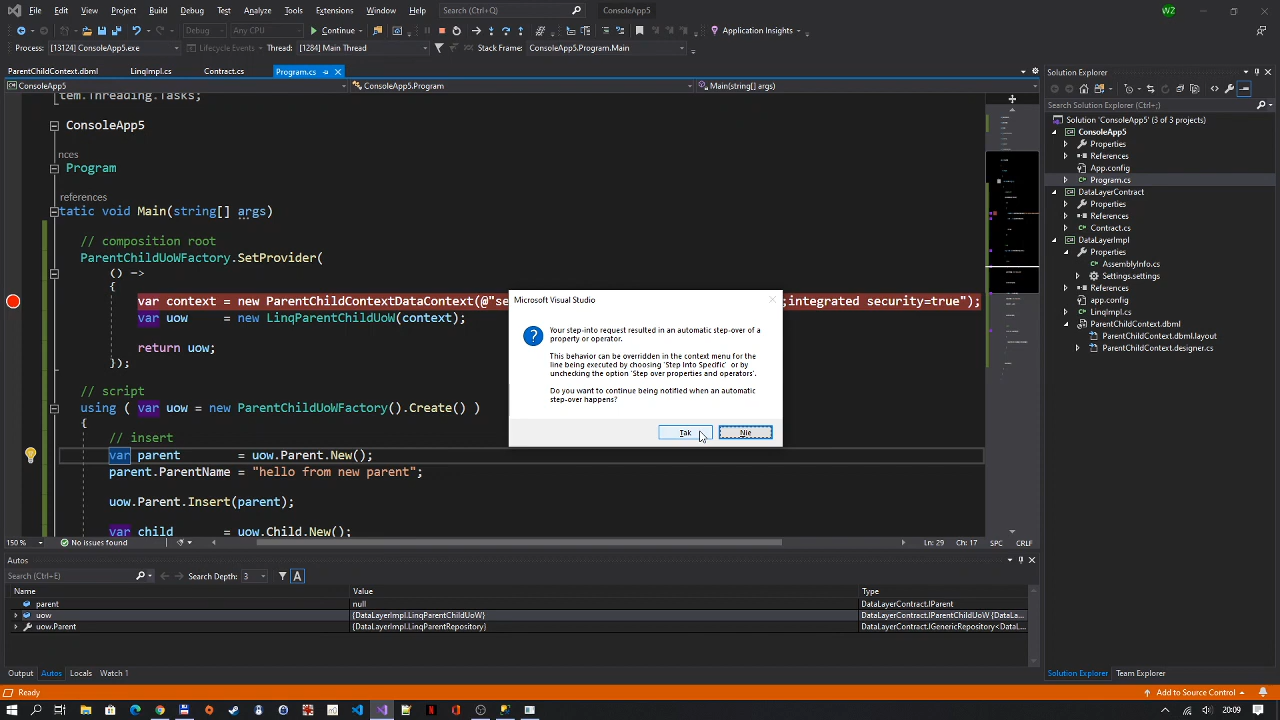 File Edit View Project Build Debug Test Analyze Tools Extensions Window Help Search (Ctrl+Q) ConsoleApp5 WZ
Debug Any CPU Continue Application Insights
Process: [13124] ConsoleApp5.exe Lifecycle Events Thread: [1284] Main Thread Stack Frame: ConsoleApp5.Program.Main
ParentChildContext.dbml LinqImpl.cs Contract.cs Program.cs
ConsoleApp5 ConsoleApp5.Program Main(string[] args)
tem.Threading.Tasks;
ConsoleApp5
nces
Program
references
tatic void Main(string[] args)
// composition root
ParentChildUoWFactory.SetProvider(
() =>
{
var context = new ParentChildContextDataContext(@"se ;integrated security=true");
var uow = new LinqParentChildUoW(context);
return uow;
});
// script
using ( var uow = new ParentChildUoWFactory().Create() )
{
// insert
var parent = uow.Parent.New();
parent.ParentName = "hello from new parent";
uow.Parent.Insert(parent);
var child = uow.Child.New();
Microsoft Visual Studio
Your step-into request resulted in an automatic step-over of a
property or operator.
This behavior can be overridden in the context menu for the
line being executed by choosing 'Step Into Specific' or by
unchecking the option 'Step over properties and operators'.
Do you want to continue being notified when an automatic
step-over happens?
Tak Nie
150 % No issues found Ln: 29 Ch: 17 SPC CRLF
Autos
Search (Ctrl+E) Search Depth: 3
Name Value Type
parent null DataLayerContract.IParent
uow {DataLayerImpl.LinqParentChildUoW} DataLayerContract.IParentChildUoW {DataLa...
uow.Parent {DataLayerImpl.LinqParentRepository} DataLayerContract.IGenericRepository<DataL...
Output Autos Locals Watch 1
Solution Explorer
Search Solution Explorer (Ctrl+;)
Solution 'ConsoleApp5' (3 of 3 projects)
ConsoleApp5
Properties
References
App.config
Program.cs
DataLayerContract
Properties
References
Contract.cs
DataLayerImpl
Properties
AssemblyInfo.cs
Settings.settings
References
app.config
LinqImpl.cs
ParentChildContext.dbml
ParentChildContext.dbml.layout
ParentChildContext.designer.cs
Solution Explorer Team Explorer
Ready Add to Source Control
20:09